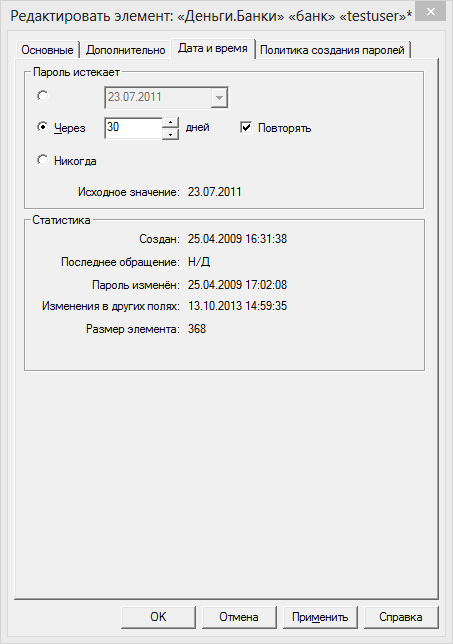 Редактировать элемент: «Деньги.Банки» «банк» «testuser»*
Основные Дополнительно Дата и время Политика создания паролей
Пароль истекает
23.07.2011
Через 30 дней Повторять
Никогда
Исходное значение: 23.07.2011
Статистика
Создан: 25.04.2009 16:31:38
Последнее обращение: Н/Д
Пароль изменён: 25.04.2009 17:02:08
Изменения в других полях: 13.10.2013 14:59:35
Размер элемента: 368
OK Отмена Применить Справка